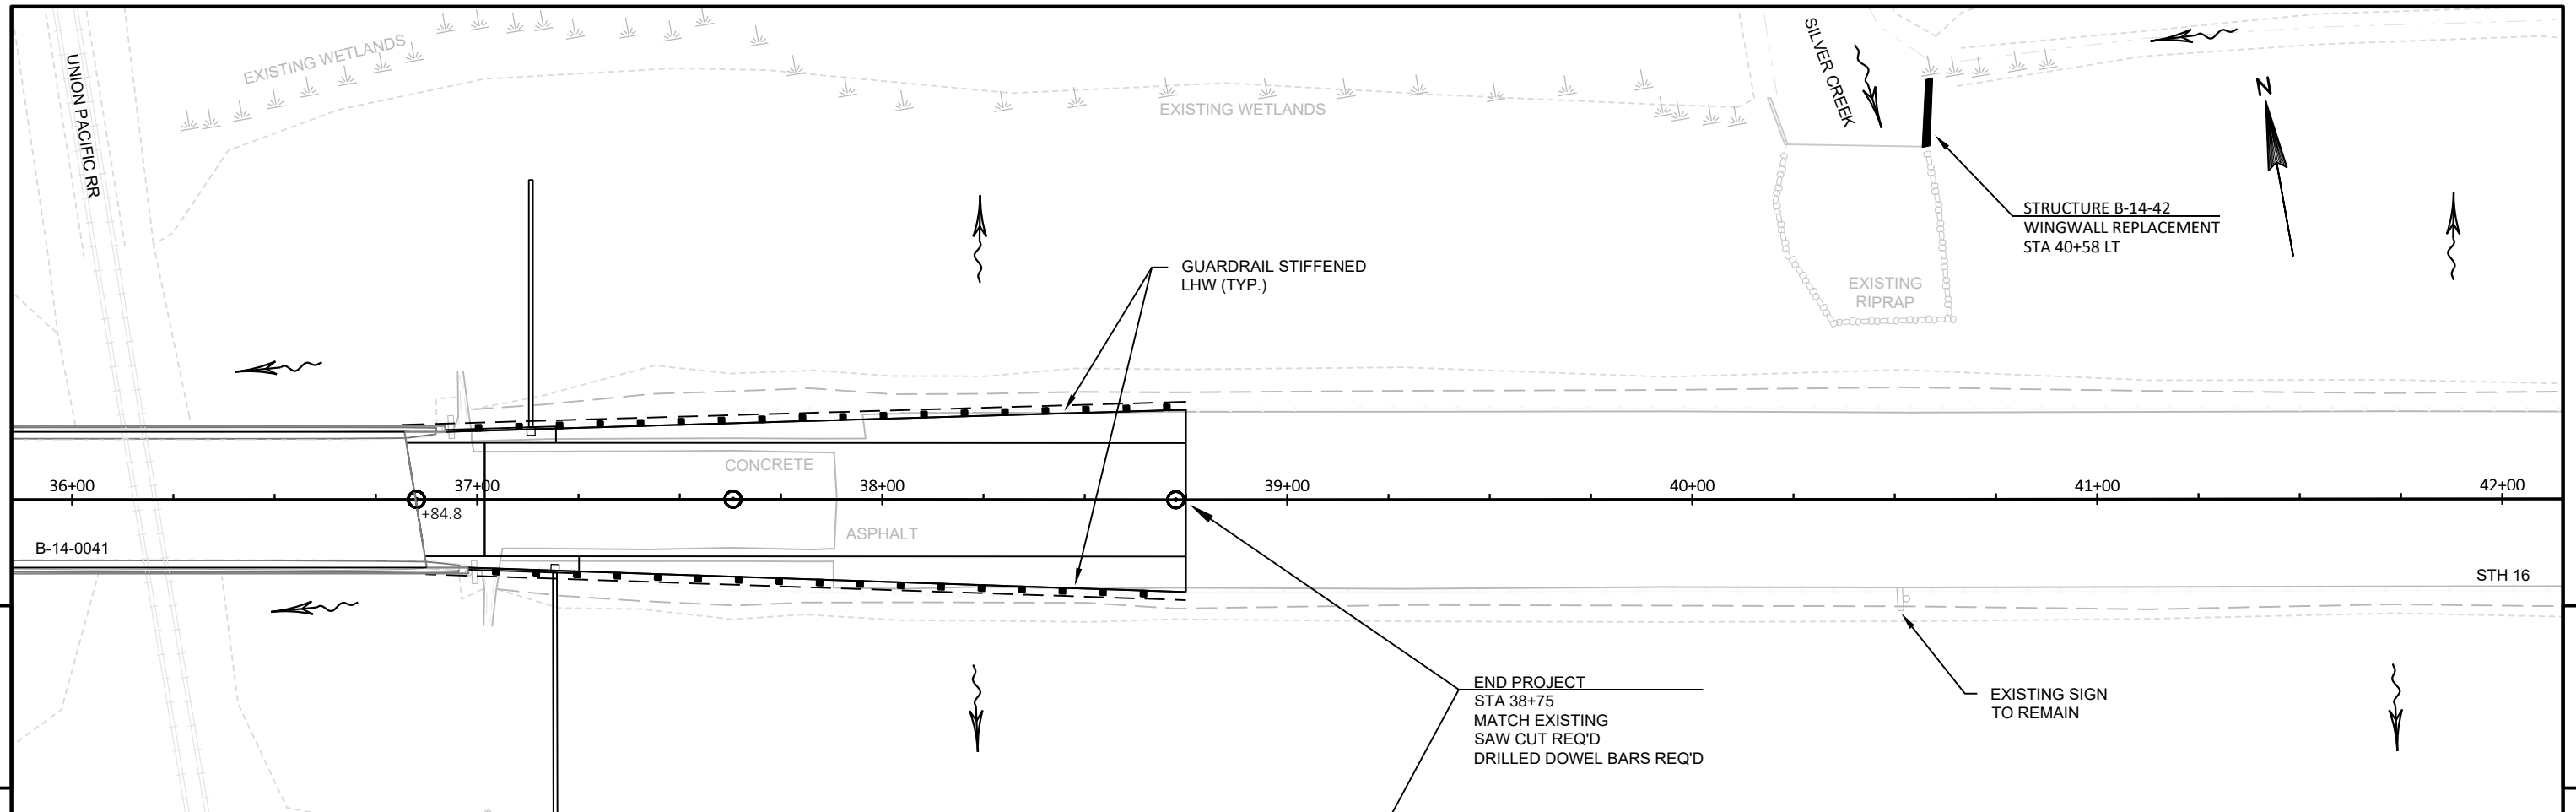 EXISTING WETLANDS
UNION PACIFIC RR
EXISTING WETLANDS
SILVER CREEK
N
STRUCTURE B-14-42
WINGWALL REPLACEMENT
STA 40+58 LT
GUARDRAIL STIFFENED
LHW (TYP.)
EXISTING
RIPRAP
CONCRETE
36+00
37+00
38+00
39+00
40+00
41+00
42+00
+84.8
ASPHALT
B-14-0041
STH 16
END PROJECT
STA 38+75
MATCH EXISTING
SAW CUT REQ'D
DRILLED DOWEL BARS REQ'D
EXISTING SIGN
TO REMAIN